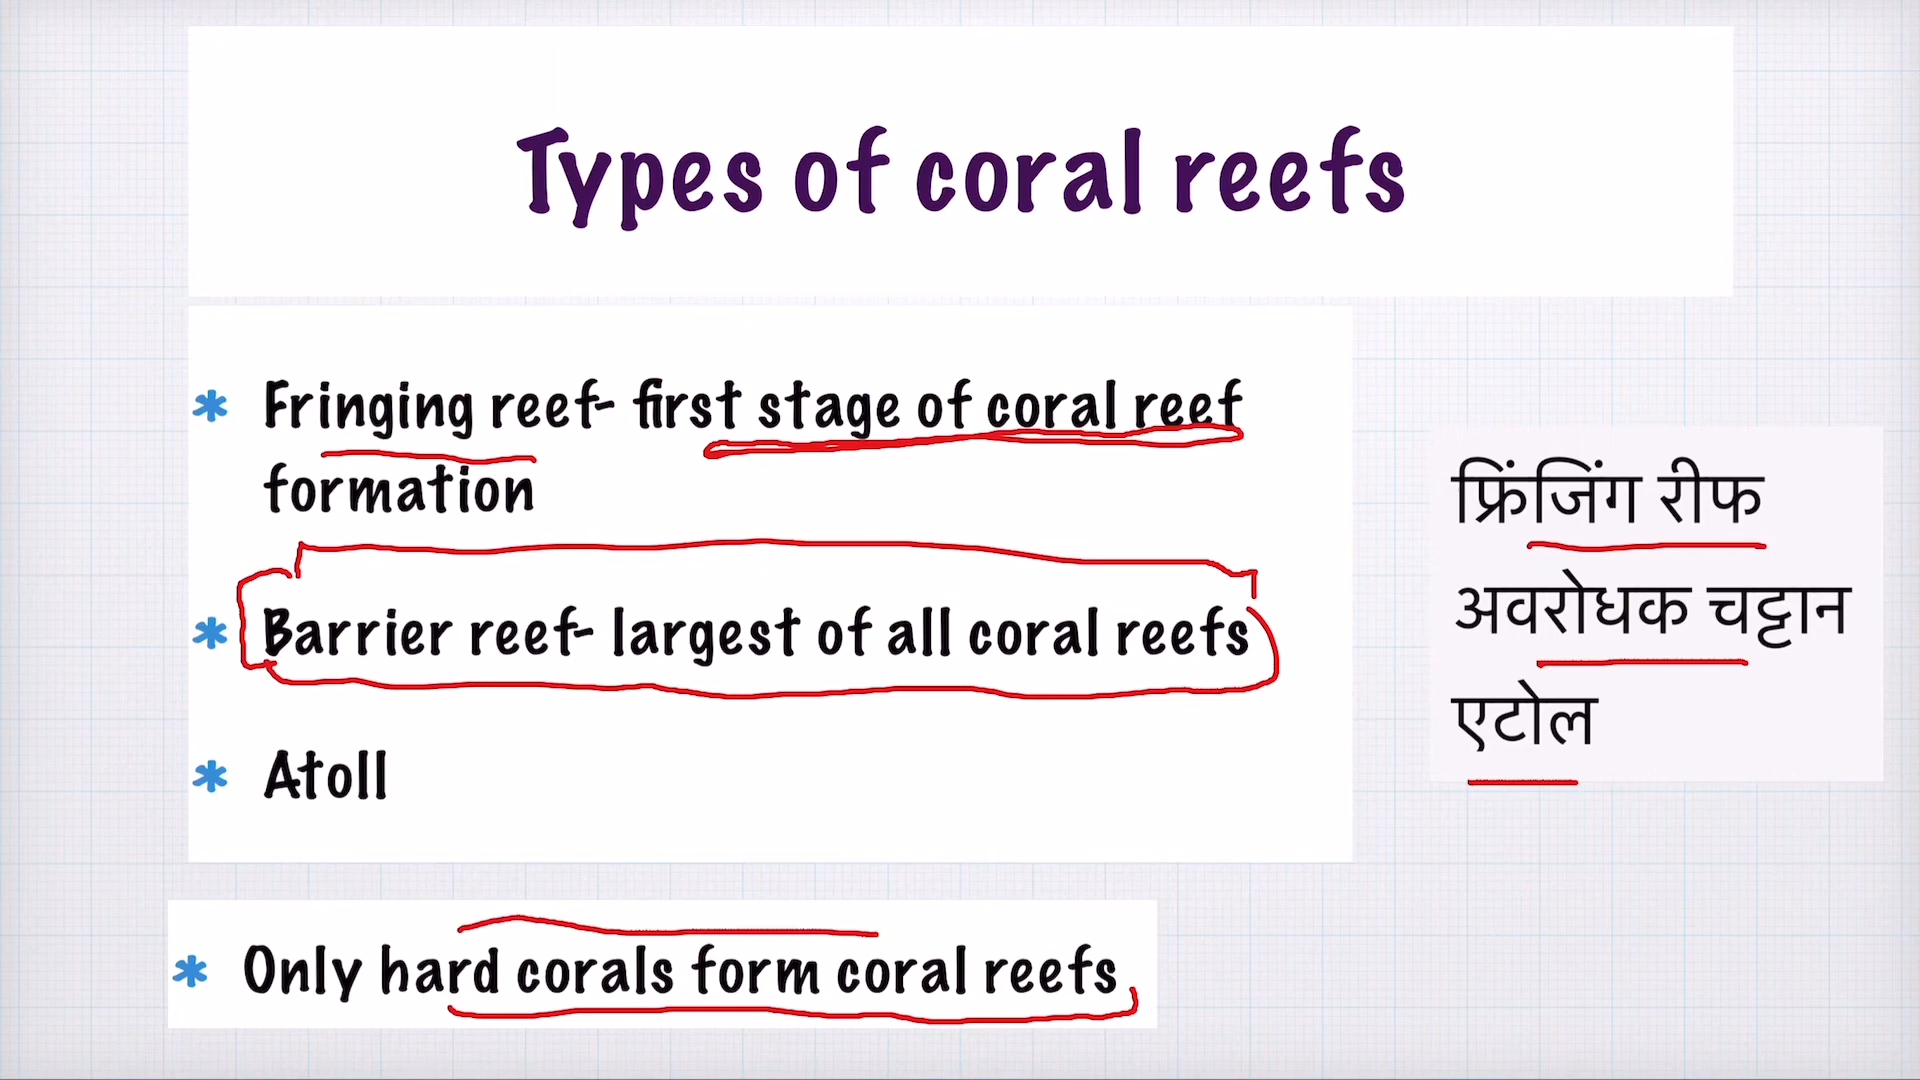 Types of coral reefs
* Fringing reef- first stage of coral reef
formation
* Barrier reef- largest of all coral reefs
* Atoll
* Only hard corals form coral reefs
फ्रिंजिंग रीफ
अवरोधक चट्टान
एटोल